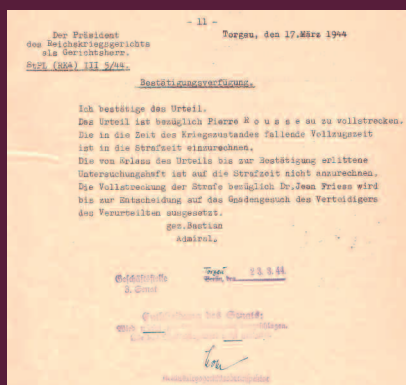 - 11 -
Der Präsident
des Reichskriegsgerichts
als Gerichtsherr.
StPL (RKA) III 5/44.
Torgau, den 17.März 1944
Bestätigungsverfügung.
Ich bestätige das Urteil.
Das Urteil ist bezüglich Pierre R o u s s e au zu vollstrecken.
Die in die Zeit des Kriegszustandes fallende Vollzugszeit
ist in die Strafzeit einzurechnen.
Die von Erlass des Urteils bis zur Bestätigung erlittene
Untersuchungshaft ist auf die Strafzeit nicht anzurechnen.
Die Vollstreckung der Strafe bezüglich Dr.Jean Friess wird
bis zur Entscheidung auf das Gnadengesuch des Verteidigers
des Verurteilten ausgesetzt.
gez.Bastian
Admiral.
Geschäftsstelle
3. Senat
Torgau